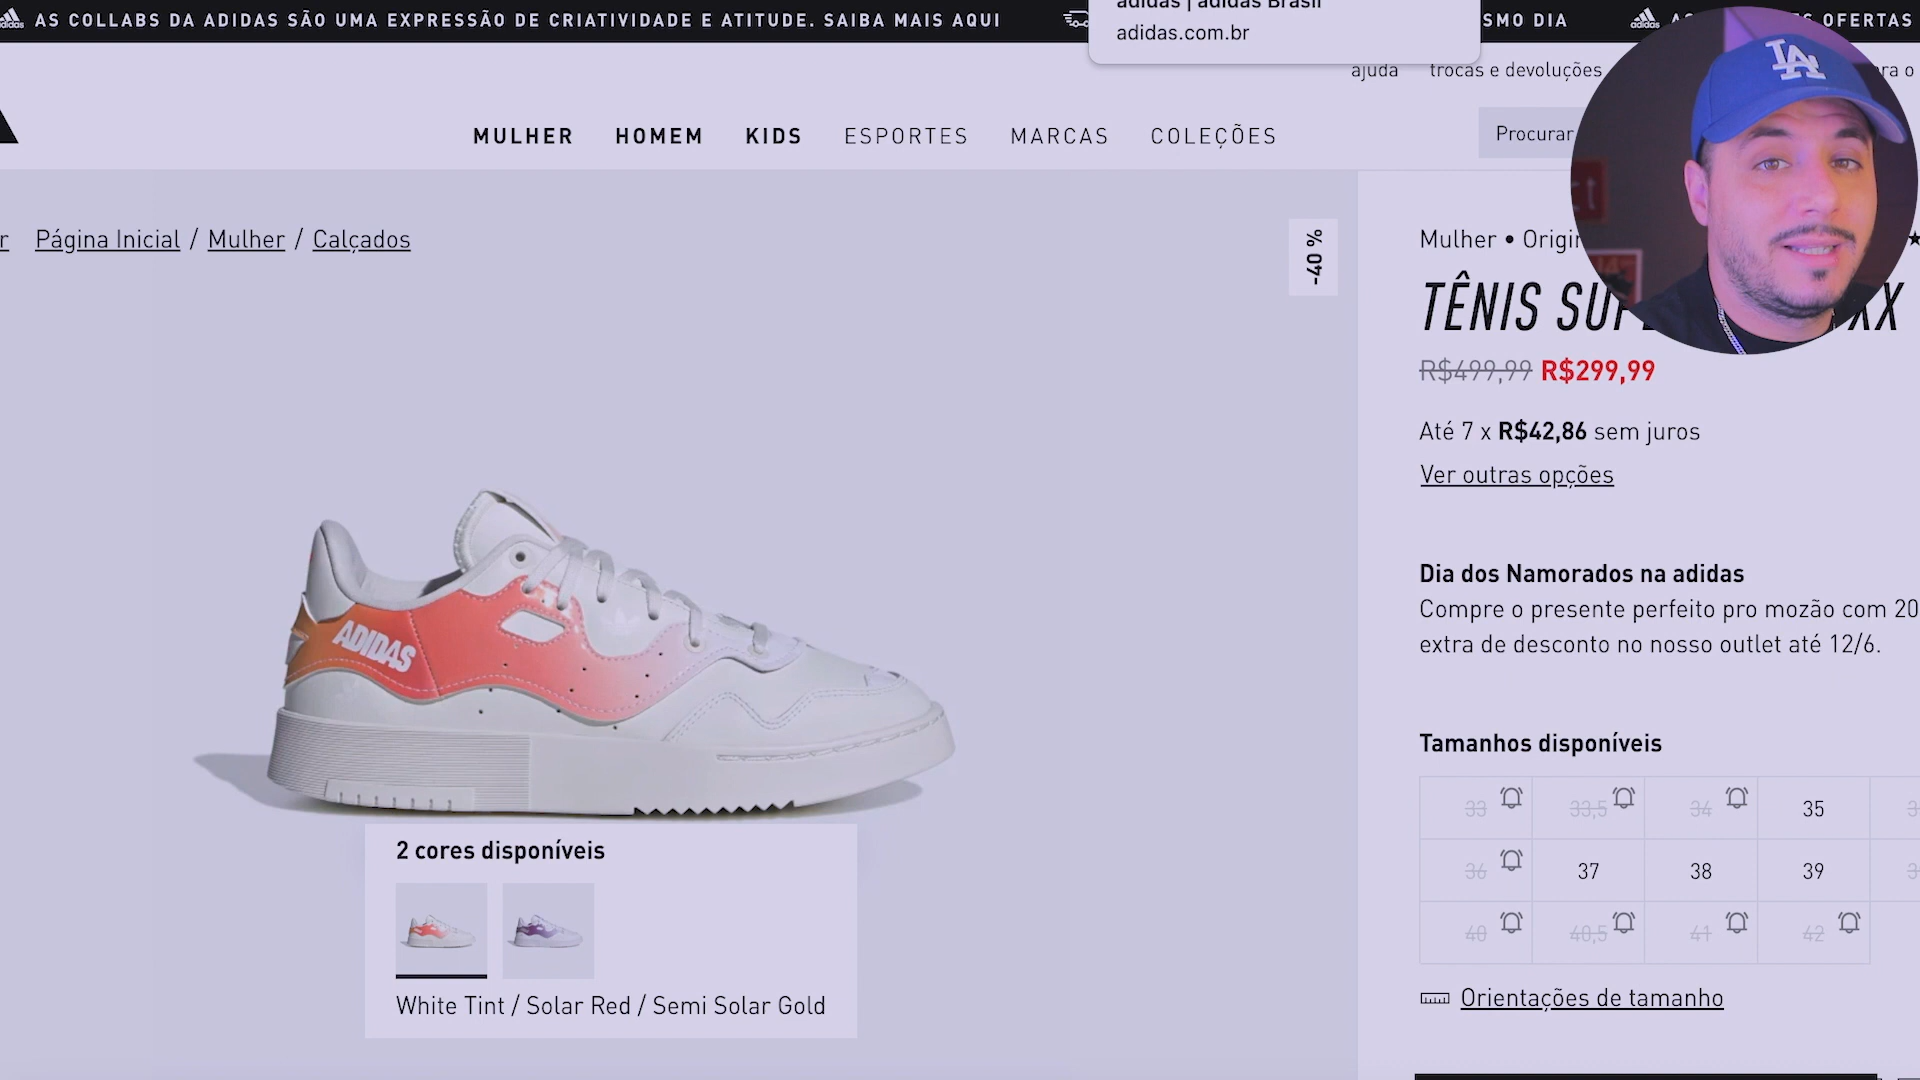 AS COLLABS DA ADIDAS SÃO UMA EXPRESSÃO DE CRIATIVIDADE E ATITUDE. SAIBA MAIS AQUI
SMO DIA
OFERTAS
adidas | adidas Brasil
adidas.com.br
ajuda
trocas e devoluções
MULHER
HOMEM
KIDS
ESPORTES
MARCAS
COLEÇÕES
Procurar
Página Inicial / Mulher / Calçados
-40 %
Mulher •
TÊNIS
R$499,99 R$299,99
Até 7 x R$42,86 sem juros
Ver outras opções
Dia dos Namorados na adidas
Compre o presente perfeito pro mozão com 20
extra de desconto no nosso outlet até 12/6.
Tamanhos disponíveis
33 33,5 34 35
36 37 38 39
40 40,5 41 42
Orientações de tamanho
ADIDAS
2 cores disponíveis
White Tint / Solar Red / Semi Solar Gold
LA